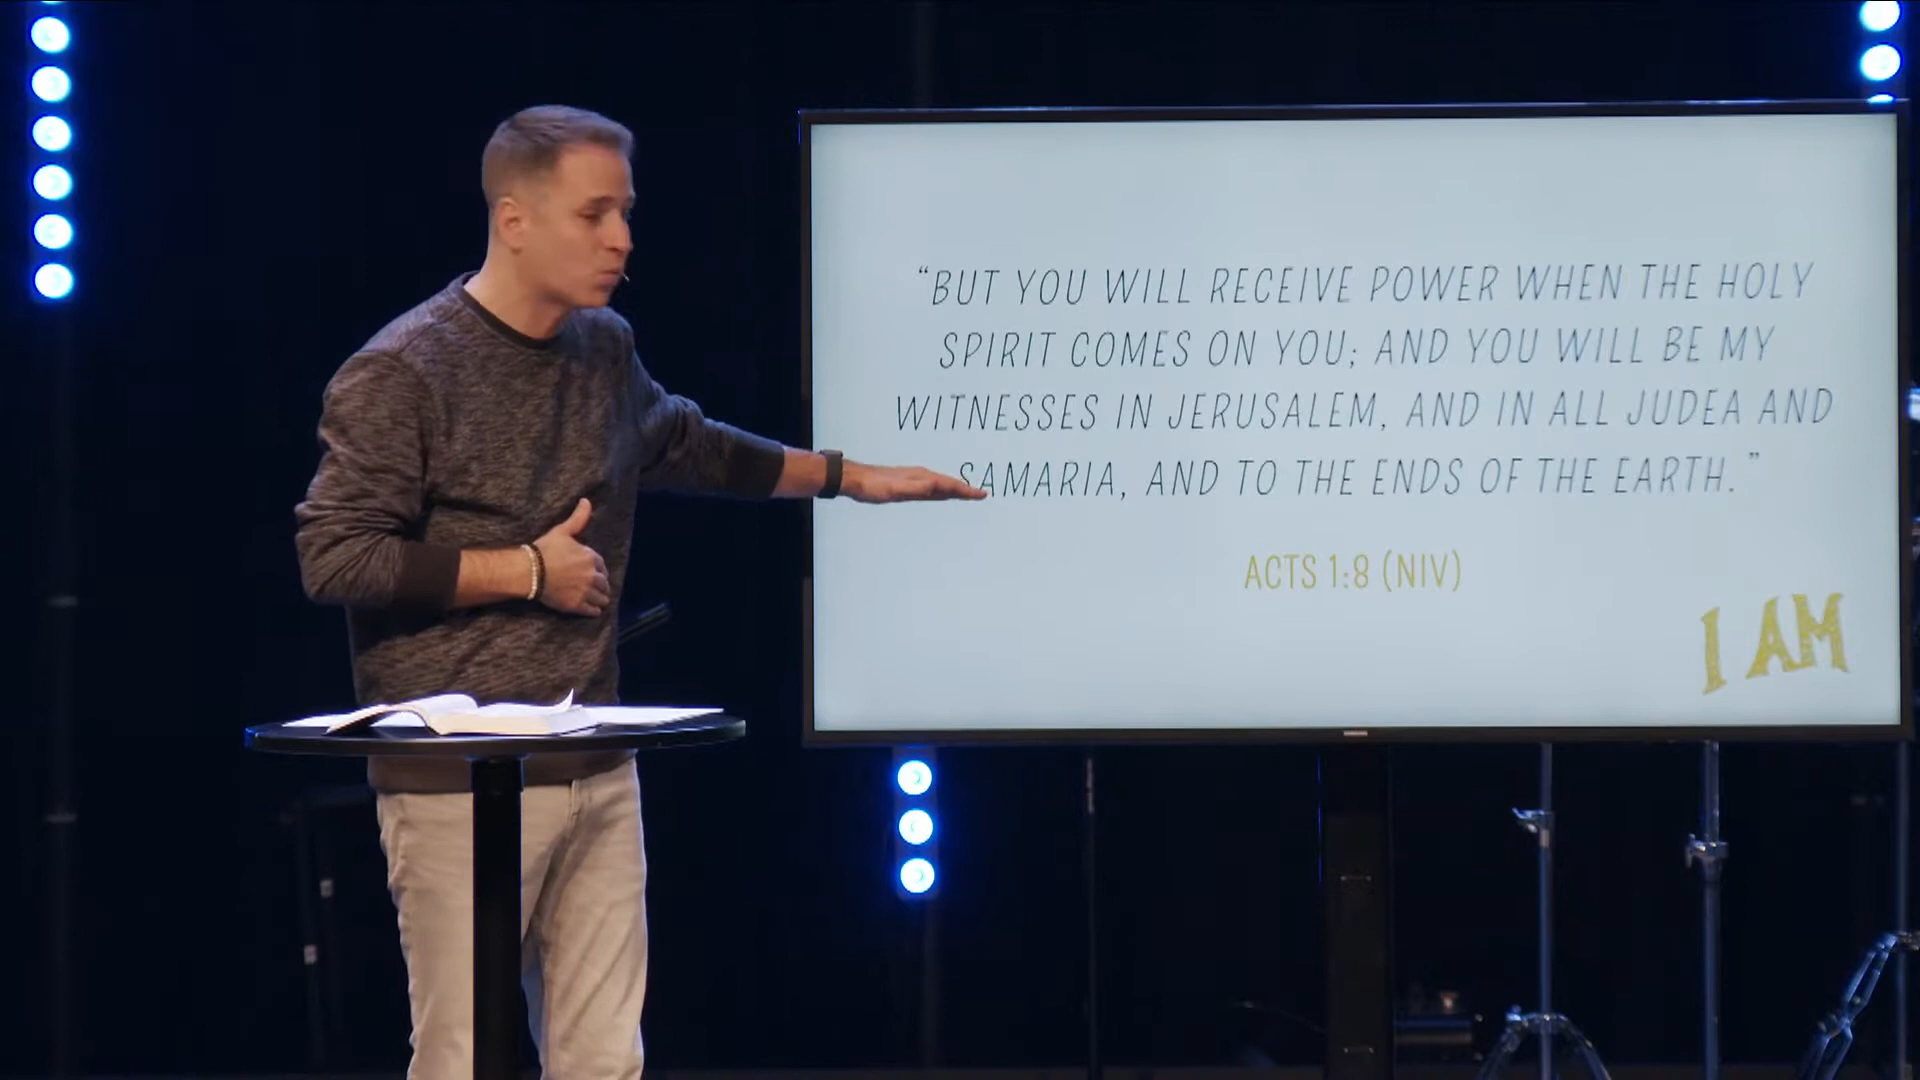 “BUT YOU WILL RECEIVE POWER WHEN THE HOLY
SPIRIT COMES ON YOU; AND YOU WILL BE MY
WITNESSES IN JERUSALEM, AND IN ALL JUDEA AND
SAMARIA, AND TO THE ENDS OF THE EARTH.”
ACTS 1:8 (NIV)
I AM